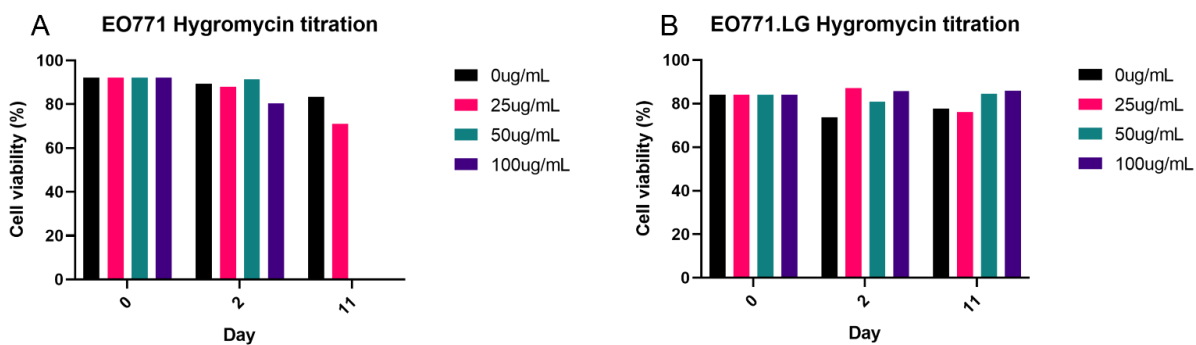 A
EO771 Hygromycin titration
100
80
60
40
20
0
Cell viability (%)
0
2
11
Day
0ug/mL
25ug/mL
50ug/mL
100ug/mL
B
EO771.LG Hygromycin titration
100
80
60
40
20
0
Cell viability (%)
0
2
11
Day
0ug/mL
25ug/mL
50ug/mL
100ug/mL